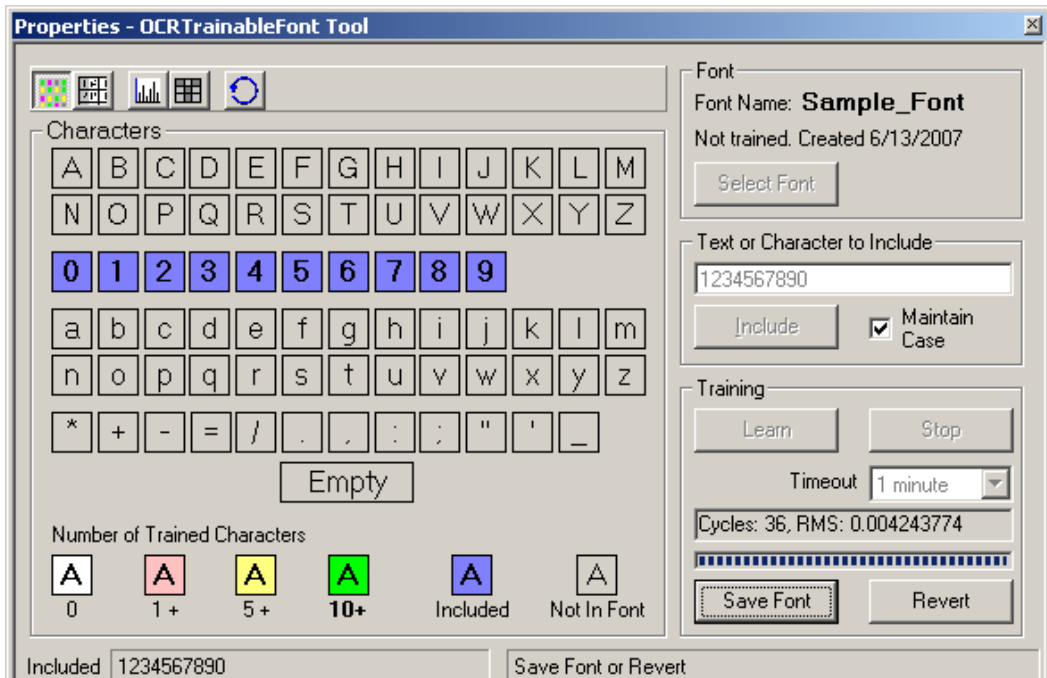 Properties - OCRTrainableFont Tool
Characters
A B C D E F G H I J K L M
N O P Q R S T U V W X Y Z
0 1 2 3 4 5 6 7 8 9
a b c d e f g h i j k l m
n o p q r s t u v w x y z
* + - = / . , : ; " ' _
Empty
Number of Trained Characters
A A A A A A
0 1 + 5 + 10+ Included Not In Font
Font
Font Name: Sample_Font
Not trained. Created 6/13/2007
Select Font
Text or Character to Include
1234567890
Include
Maintain
Case
Training
Learn Stop
Timeout 1 minute
Cycles: 36, RMS: 0.004243774
Save Font Revert
Included 1234567890 Save Font or Revert